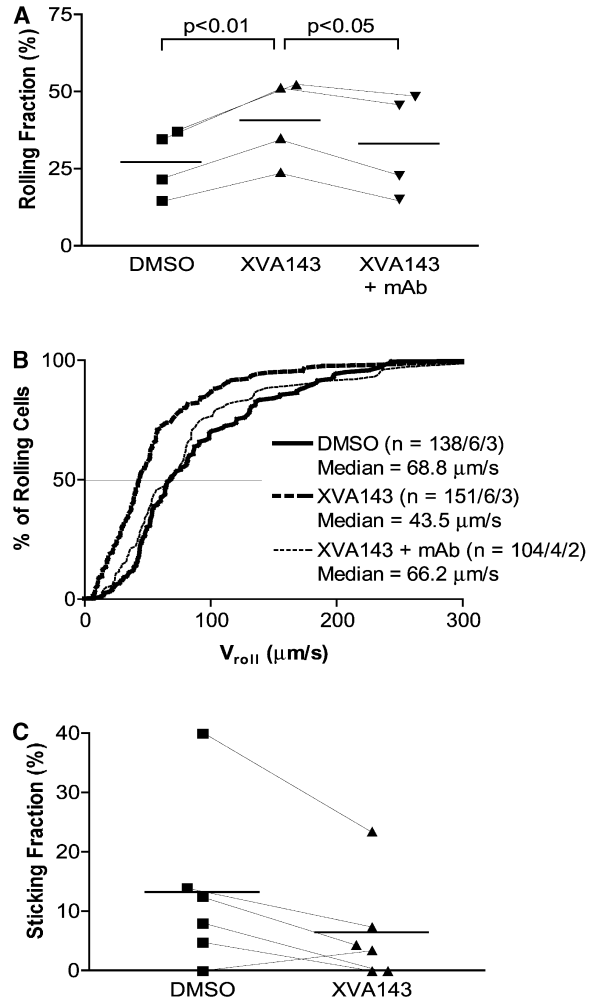 A
75
50
25
0
Rolling Fraction (%)
p<0.01
p<0.05
DMSO
XVA143
XVA143
+ mAb
B
100
50
0
% of Rolling Cells
DMSO (n = 138/6/3)
Median = 68.8 μm/s
XVA143 (n = 151/6/3)
Median = 43.5 μm/s
XVA143 + mAb (n = 104/4/2)
Median = 66.2 μm/s
0
100
200
300
Vroll (μm/s)
C
40
30
20
10
0
Sticking Fraction (%)
DMSO
XVA143